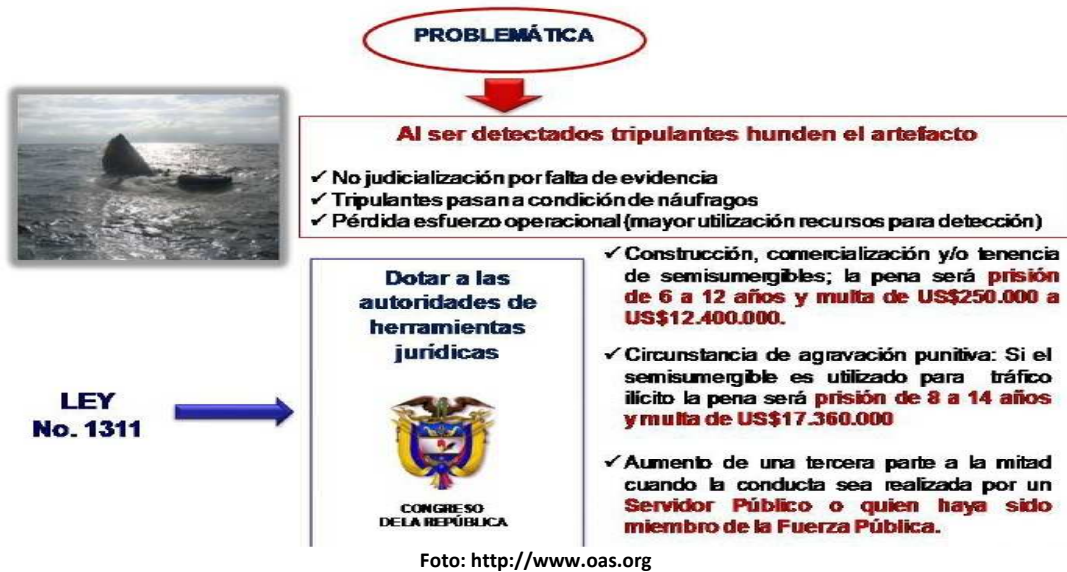 PROBLEMÁTICA
Al ser detectados tripulantes hunden el artefacto
✓ No judicialización por falta de evidencia
✓ Tripulantes pasan a condición de náufragos
✓ Pérdida esfuerzo operacional (mayor utilización recursos para detección)
LEY
No. 1311
Dotar a las
autoridades de
herramientas
jurídicas
CONGRESO
DE LA REPÚBLICA
✓ Construcción, comercialización y/o tenencia
de semisumergibles; la pena será prisión
de 6 a 12 años y multa de US$250.000 a
US$12.400.000.
✓ Circunstancia de agravación punitiva: Si el
semisumergible es utilizado para tráfico
ilícito la pena será prisión de 8 a 14 años
y multa de US$17.360.000
✓ Aumento de una tercera parte a la mitad
cuando la conducta sea realizada por un
Servidor Público o quien haya sido
miembro de la Fuerza Pública.
Foto: http://www.oas.org